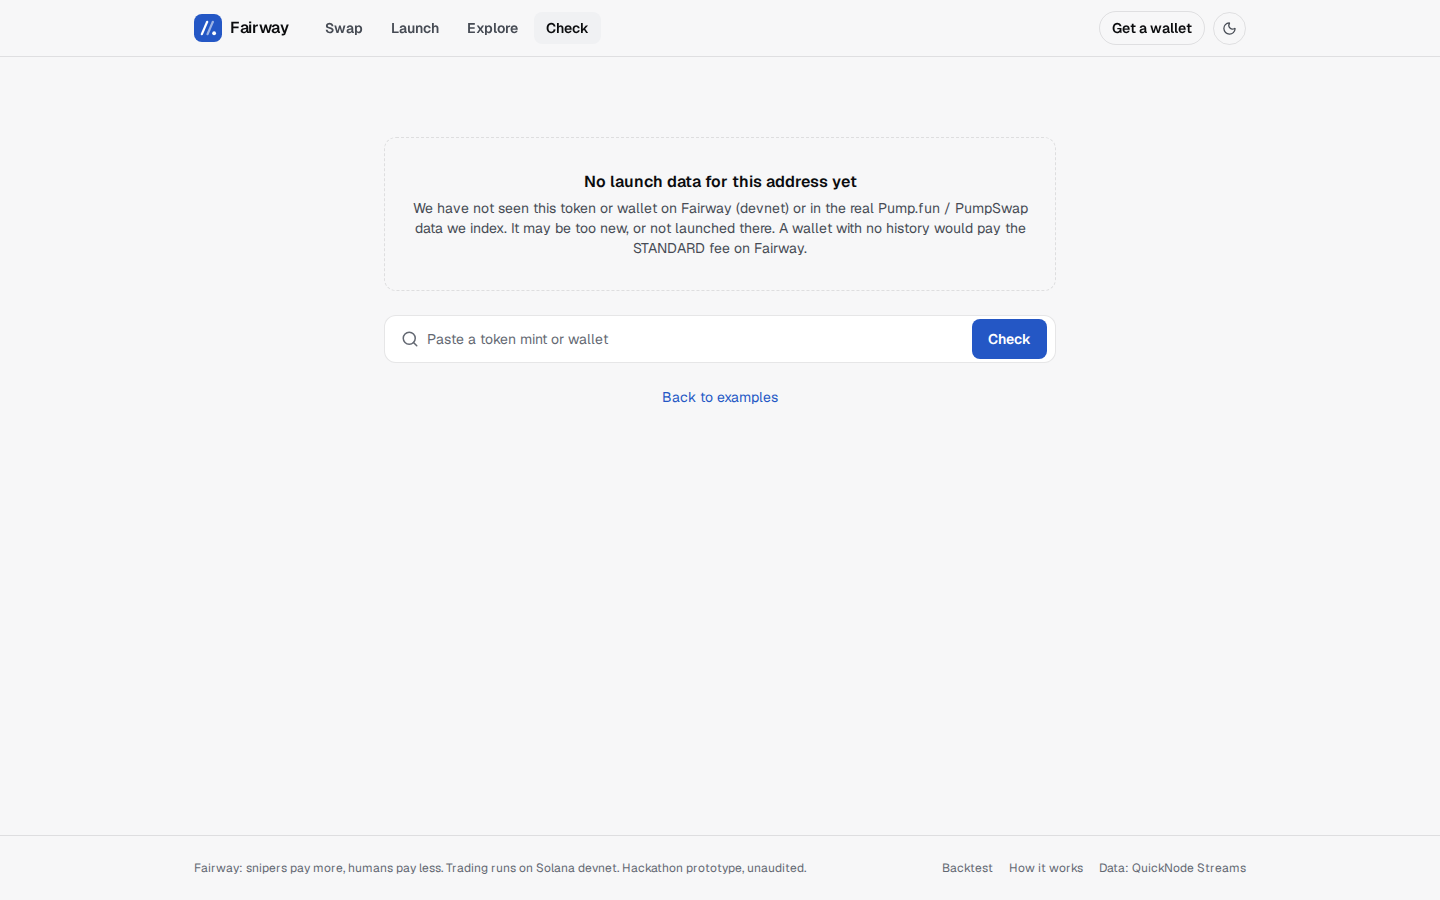 Fairway
Swap
Launch
Explore
Check
Get a wallet
No launch data for this address yet
We have not seen this token or wallet on Fairway (devnet) or in the real Pump.fun / PumpSwap
data we index. It may be too new, or not launched there. A wallet with no history would pay the
STANDARD fee on Fairway.
Paste a token mint or wallet
Check
Back to examples
Fairway: snipers pay more, humans pay less. Trading runs on Solana devnet. Hackathon prototype, unaudited.
Backtest
How it works
Data: QuickNode Streams